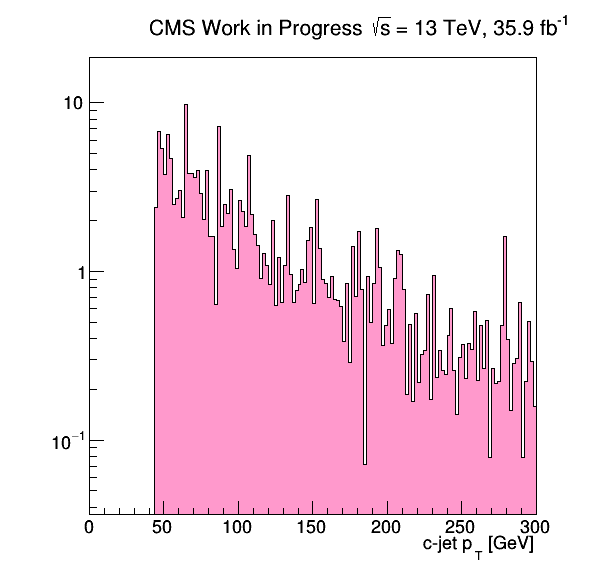 CMS Work in Progress √s = 13 TeV, 35.9 fb⁻¹
10
1
10⁻¹
0 50 100 150 200 250 300
c-jet p_T [GeV]